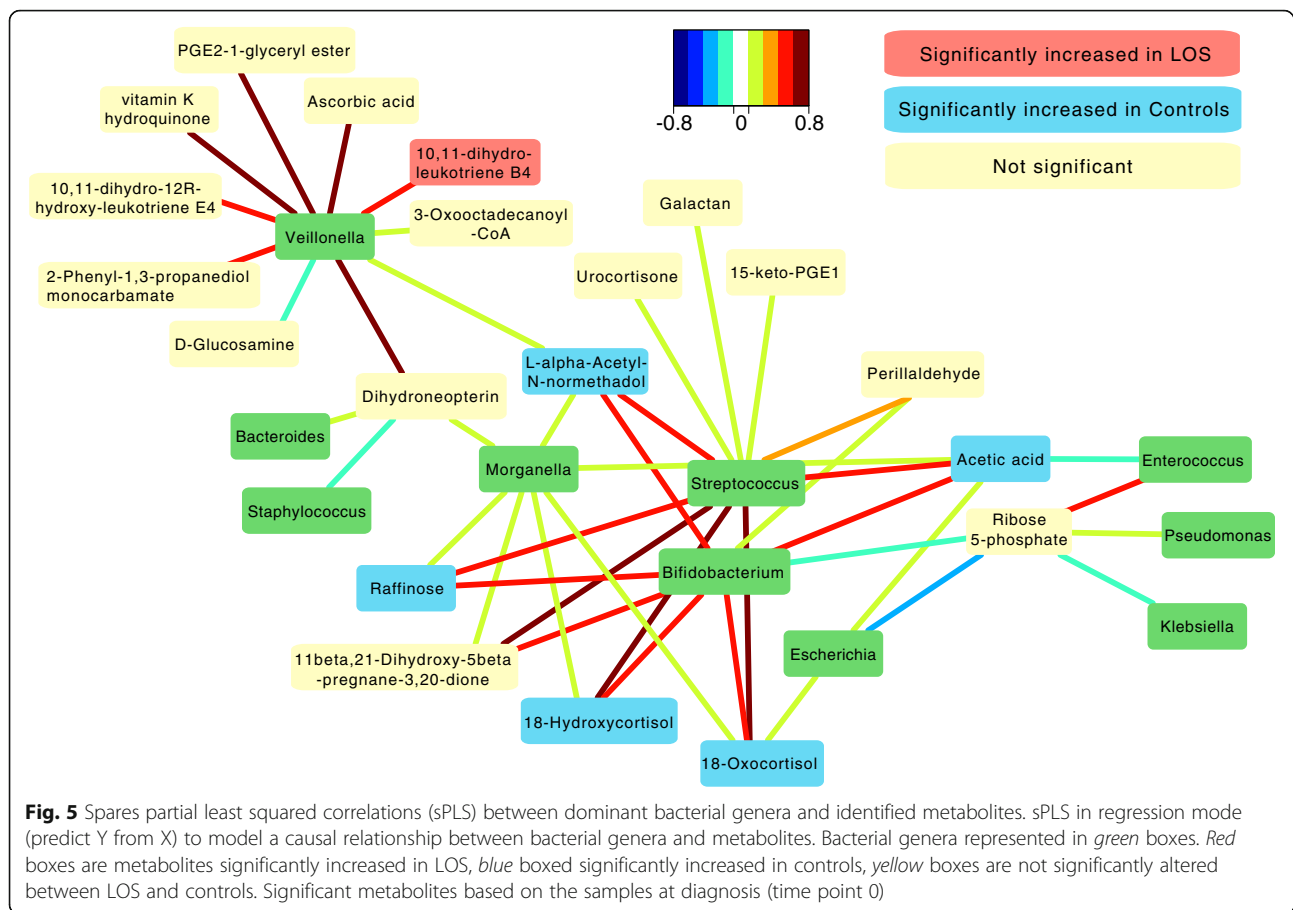 PGE2-1-glyceryl ester
vitamin K
hydroquinone
Ascorbic acid
10,11-dihydro-
leukotriene B4
10,11-dihydro-12R-
hydroxy-leukotriene E4
Veillonella
3-Oxooctadecanoyl
-CoA
2-Phenyl-1,3-propanediol
monocarbamate
D-Glucosamine
-0.8
0
0.8
Significantly increased in LOS
Significantly increased in Controls
Not significant
Galactan
Urocortisone
15-keto-PGE1
L-alpha-Acetyl-
N-normethadol
Perillaldehyde
Dihydroneopterin
Bacteroides
Staphylococcus
Morganella
Streptococcus
Acetic acid
Enterococcus
Ribose
5-phosphate
Pseudomonas
Bifidobacterium
Raffinose
Klebsiella
Escherichia
11beta,21-Dihydroxy-5beta
-pregnane-3,20-dione
18-Hydroxycortisol
18-Oxocortisol
Fig. 5 Spares partial least squared correlations (sPLS) between dominant bacterial genera and identified metabolites. sPLS in regression mode
(predict Y from X) to model a causal relationship between bacterial genera and metabolites. Bacterial genera represented in green boxes. Red
boxes are metabolites significantly increased in LOS, blue boxed significantly increased in controls, yellow boxes are not significantly altered
between LOS and controls. Significant metabolites based on the samples at diagnosis (time point 0)